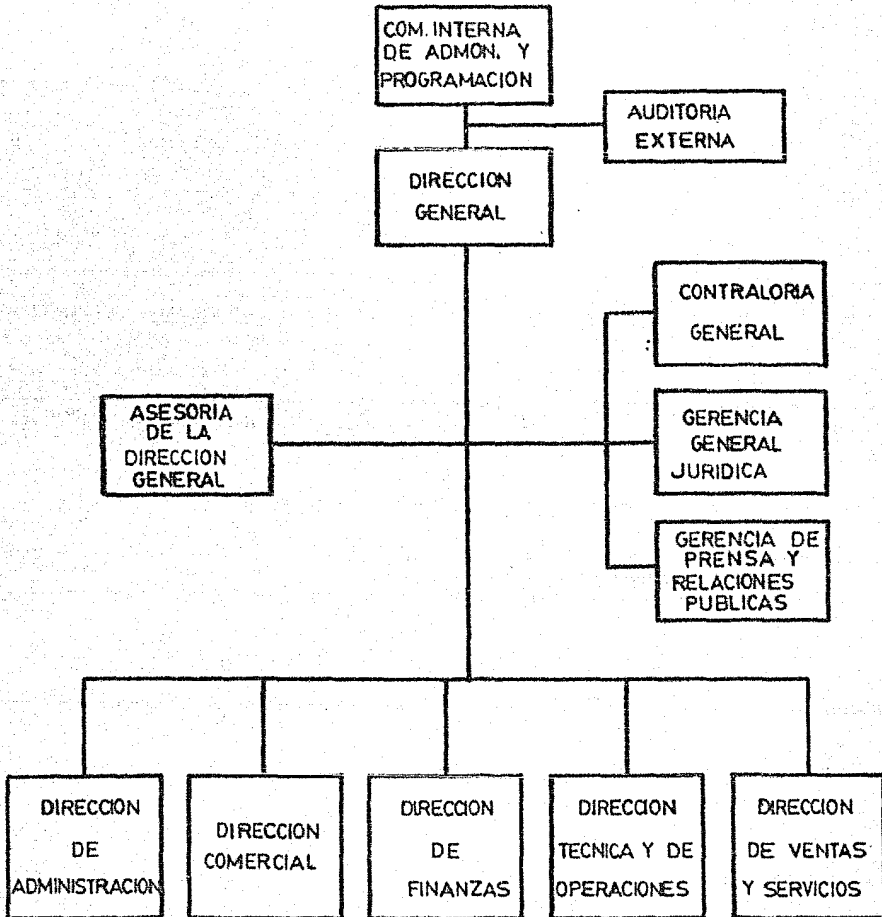 COM. INTERNA
DE ADMON. Y
PROGRAMACION
AUDITORIA
EXTERNA
DIRECCION
GENERAL
CONTRALORIA
GENERAL
ASESORIA
DE LA
DIRECCION
GENERAL
GERENCIA
GENERAL
JURIDICA
GERENCIA DE
PRENSA Y
RELACIONES
PUBLICAS
DIRECCION
DE
ADMINISTRACION
DIRECCION
COMERCIAL
DIRECCION
DE
FINANZAS
DIRECCION
TECNICA Y DE
OPERACIONES
DIRECCION
DE VENTAS
Y SERVICIOS